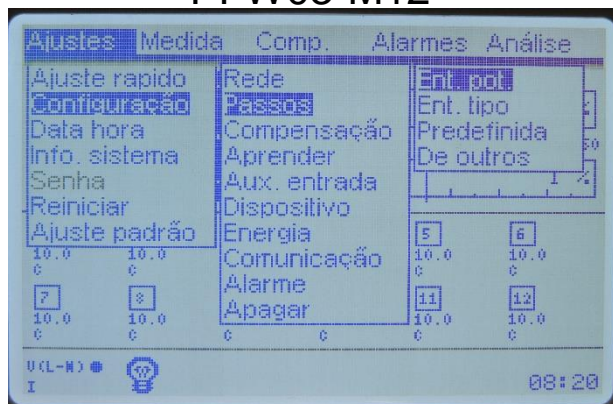 Ajustes Medida Comp. Alarmes Análise
Ajuste rapido
Configuração
Data hora
Info. sistema
Senha
Reiniciar
Ajuste padrão
Rede
Passos
Compensação
Aprender
Aux. entrada
Dispositivo
Energia
Comunicação
Alarme
Apagar
Ent. pot.
Ent. tipo
Predefinida
De outros
5 6
10.0 10.0 10.0 10.0
C C C C
7 8 11 12
10.0 10.0 10.0 10.0
C C C C C C
U(L-N)
I
08:20